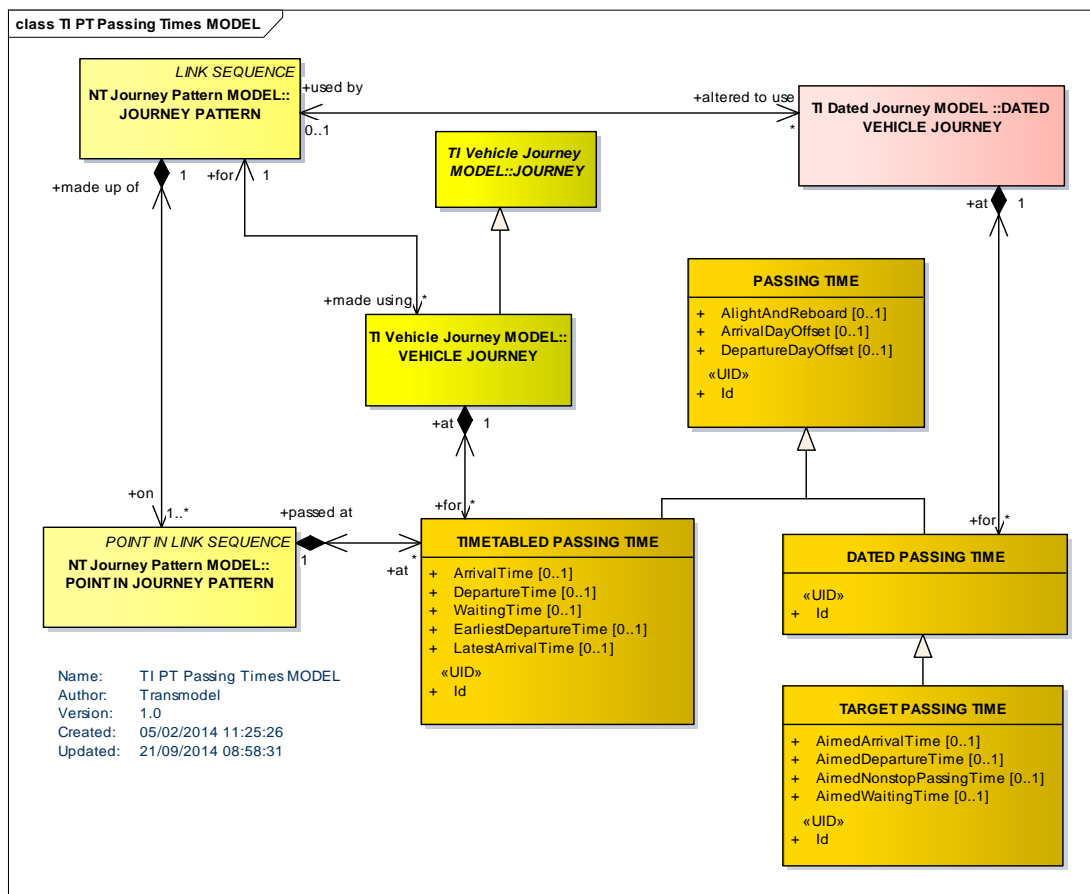 class TI PT Passing Times MODEL
LINK SEQUENCE
NT Journey Pattern MODEL::
JOURNEY PATTERN
+used by
0..1
+altered to use
*
TI Dated Journey MODEL ::DATED
VEHICLE JOURNEY
TI Vehicle Journey
MODEL::JOURNEY
+made up of
1
+for
1
+at
1
+made using
*
TI Vehicle Journey MODEL::
VEHICLE JOURNEY
PASSING TIME
+ AlightAndReboard [0..1]
+ ArrivalDayOffset [0..1]
+ DepartureDayOffset [0..1]
«UID»
+ Id
+at
1
+on
1..*
+passed at
1
+for
*
*
+at
+for
*
POINT IN LINK SEQUENCE
NT Journey Pattern MODEL::
POINT IN JOURNEY PATTERN
TIMETABLED PASSING TIME
+ ArrivalTime [0..1]
+ DepartureTime [0..1]
+ WaitingTime [0..1]
+ EarliestDepartureTime [0..1]
+ LatestArrivalTime [0..1]
«UID»
+ Id
DATED PASSING TIME
«UID»
+ Id
TARGET PASSING TIME
+ AimedArrivalTime [0..1]
+ AimedDepartureTime [0..1]
+ AimedNonstopPassingTime [0..1]
+ AimedWaitingTime [0..1]
«UID»
+ Id
Name: TI PT Passing Times MODEL
Author: Transmodel
Version: 1.0
Created: 05/02/2014 11:25:26
Updated: 21/09/2014 08:58:31